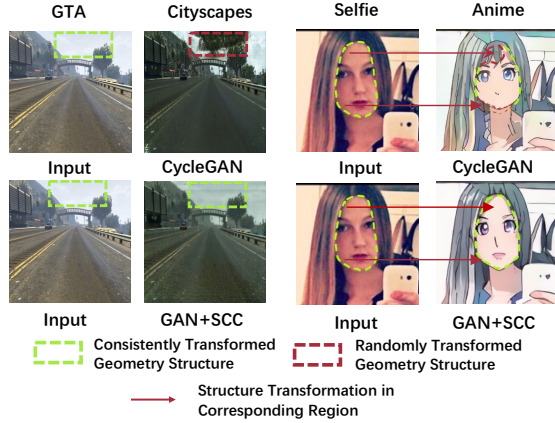 GTA
Cityscapes
Selfie
Anime
Input
CycleGAN
Input
CycleGAN
Input
GAN+SCC
Input
GAN+SCC
Consistently Transformed
Geometry Structure
Randomly Transformed
Geometry Structure
Structure Transformation in
Corresponding Region